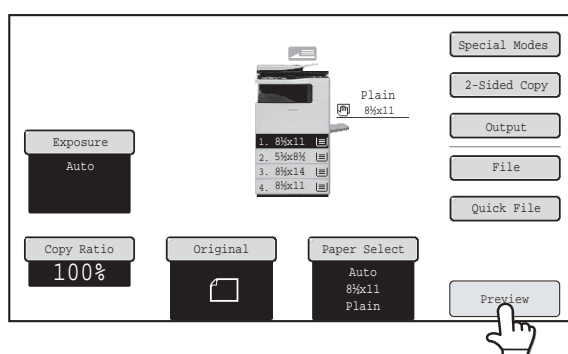 Special Modes
2-Sided Copy
Output
File
Quick File
Preview
Plain
8½x11
1. 8½x11
2. 5½x8½
3. 8½x14
4. 8½x11
Exposure
Auto
Copy Ratio
100%
Original
Paper Select
Auto
8½x11
Plain